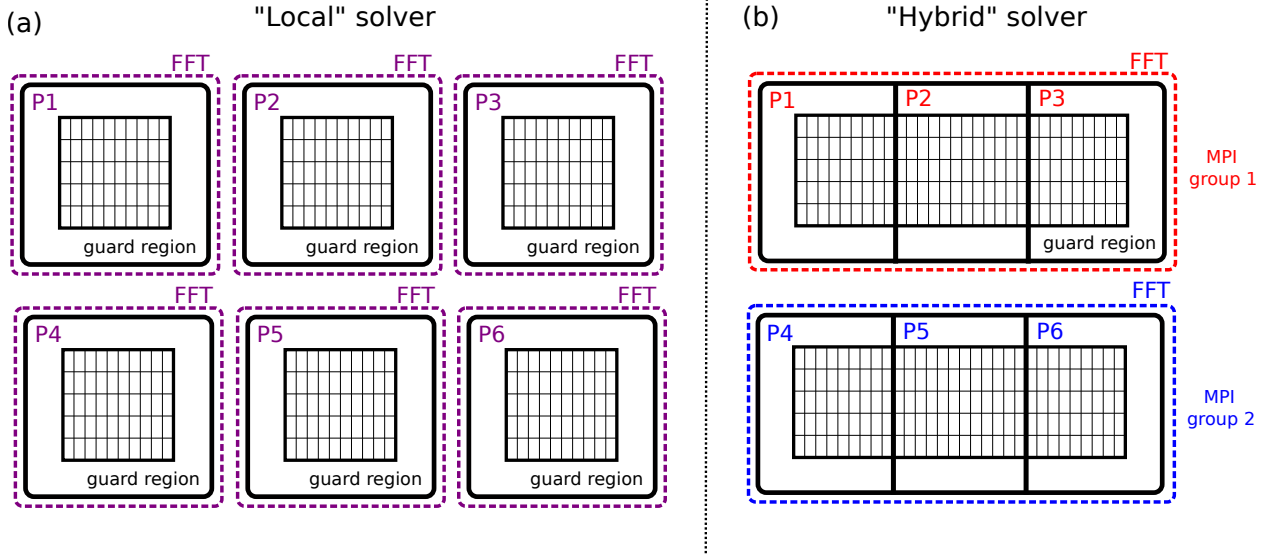 (a)
"Local" solver
FFT
FFT
FFT
P1
P2
P3
guard region
guard region
guard region
FFT
FFT
FFT
P4
P5
P6
guard region
guard region
guard region
(b)
"Hybrid" solver
FFT
P1
P2
P3
guard region
MPI
group 1
FFT
P4
P5
P6
MPI
group 2